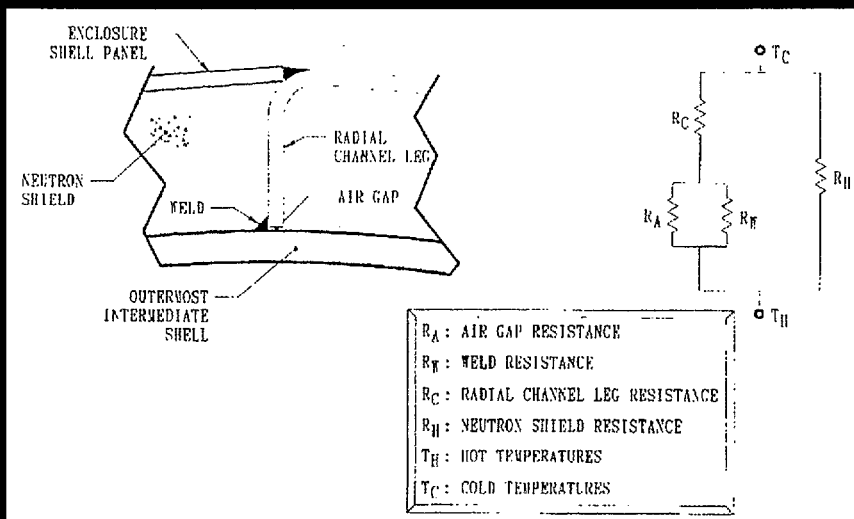 ENCLOSURE
SHELL PANEL
NEUTRON
SHIELD
WELD
RADIAL
CHANNEL LEG
AIR GAP
OUTERMOST
INTERMEDIATE
SHELL
T_C
R_C
R_H
R_A
R_W
T_H
R_A: AIR GAP RESISTANCE
R_W: WELD RESISTANCE
R_C: RADIAL CHANNEL LEG RESISTANCE
R_H: NEUTRON SHIELD RESISTANCE
T_H: HOT TEMPERATURES
T_C: COLD TEMPERATURES